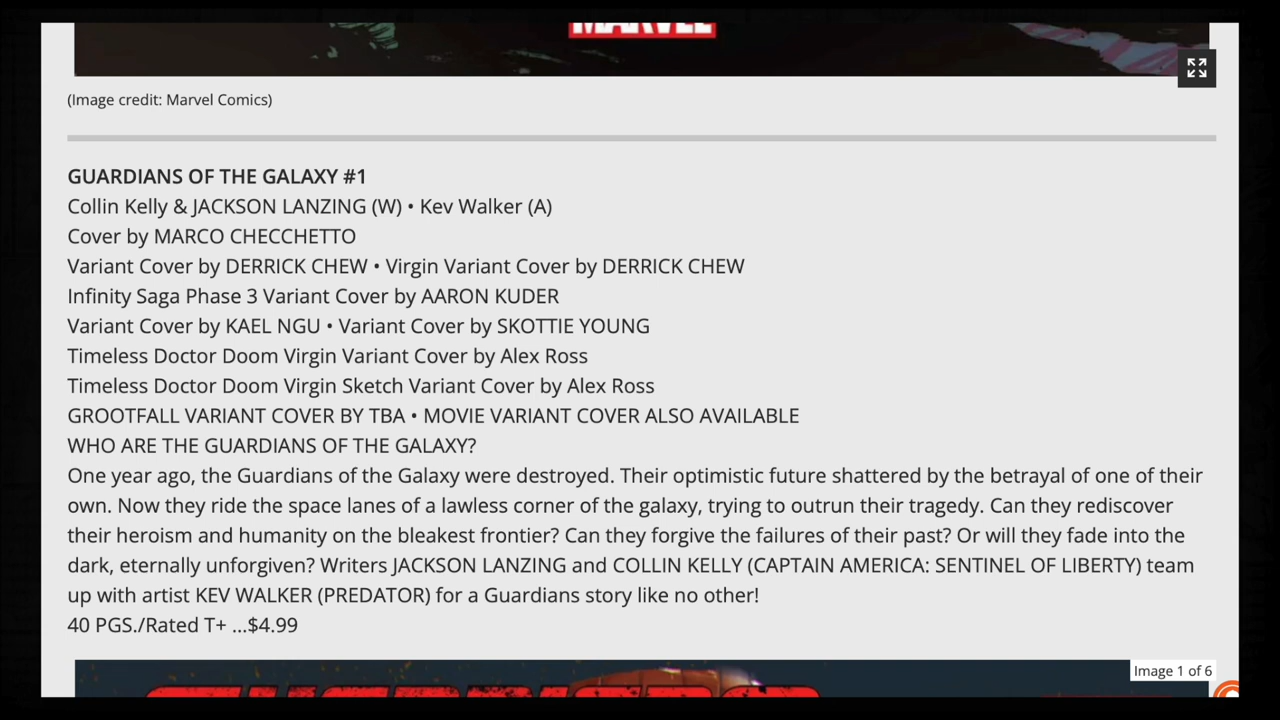 MARVEL
(Image credit: Marvel Comics)
GUARDIANS OF THE GALAXY #1
Collin Kelly & JACKSON LANZING (W) • Kev Walker (A)
Cover by MARCO CHECCHETTO
Variant Cover by DERRICK CHEW • Virgin Variant Cover by DERRICK CHEW
Infinity Saga Phase 3 Variant Cover by AARON KUDER
Variant Cover by KAEL NGU • Variant Cover by SKOTTIE YOUNG
Timeless Doctor Doom Virgin Variant Cover by Alex Ross
Timeless Doctor Doom Virgin Sketch Variant Cover by Alex Ross
GROOTFALL VARIANT COVER BY TBA • MOVIE VARIANT COVER ALSO AVAILABLE
WHO ARE THE GUARDIANS OF THE GALAXY?
One year ago, the Guardians of the Galaxy were destroyed. Their optimistic future shattered by the betrayal of one of their
own. Now they ride the space lanes of a lawless corner of the galaxy, trying to outrun their tragedy. Can they rediscover
their heroism and humanity on the bleakest frontier? Can they forgive the failures of their past? Or will they fade into the
dark, eternally unforgiven? Writers JACKSON LANZING and COLLIN KELLY (CAPTAIN AMERICA: SENTINEL OF LIBERTY) team
up with artist KEV WALKER (PREDATOR) for a Guardians story like no other!
40 PGS./Rated T+ ...$4.99
Image 1 of 6